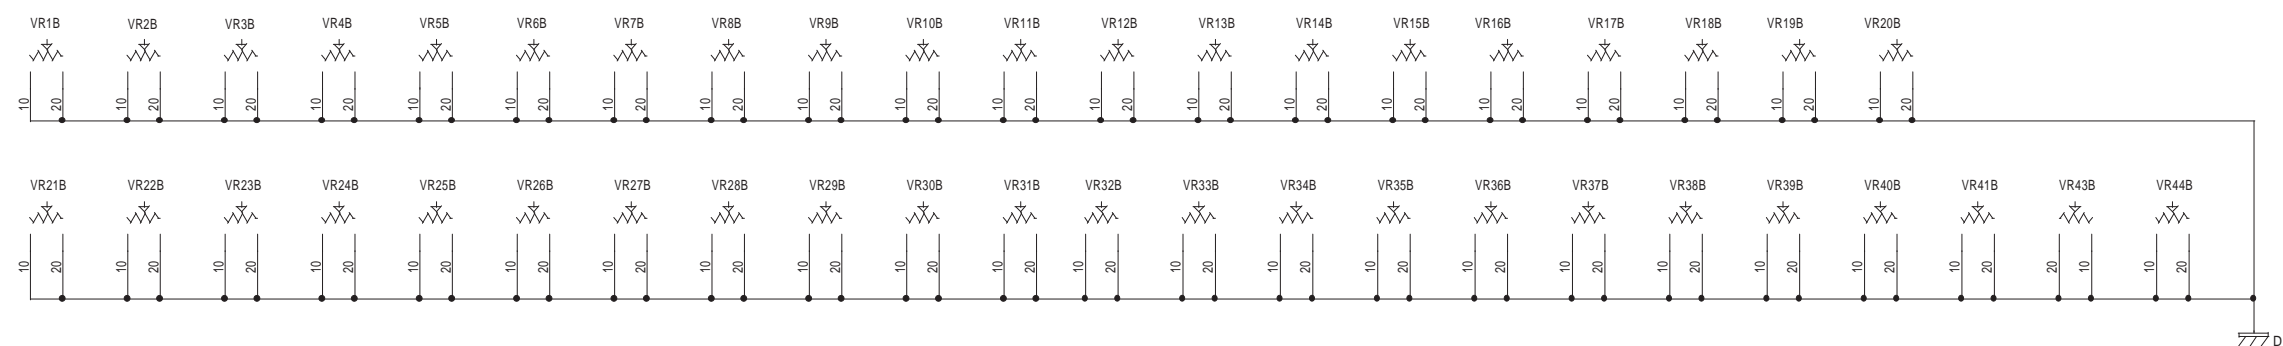 VR1B VR2B VR3B VR4B VR5B VR6B VR7B VR8B VR9B VR10B VR11B VR12B VR13B VR14B VR15B VR16B VR17B VR18B VR19B VR20B
10 20 10 20 10 20 10 20 10 20 10 20 10 20 10 20 10 20 10 20 10 20 10 20 10 20 10 20 10 20 10 20 10 20 10 20 10 20 10 20
VR21B VR22B VR23B VR24B VR25B VR26B VR27B VR28B VR29B VR30B VR31B VR32B VR33B VR34B VR35B VR36B VR37B VR38B VR39B VR40B VR41B VR43B VR44B
10 20 10 20 10 20 10 20 10 20 10 20 10 20 10 20 10 20 10 20 10 20 10 20 10 20 10 20 10 20 10 20 10 20 10 20 10 20 10 20 10 20 20 10 10 20
D